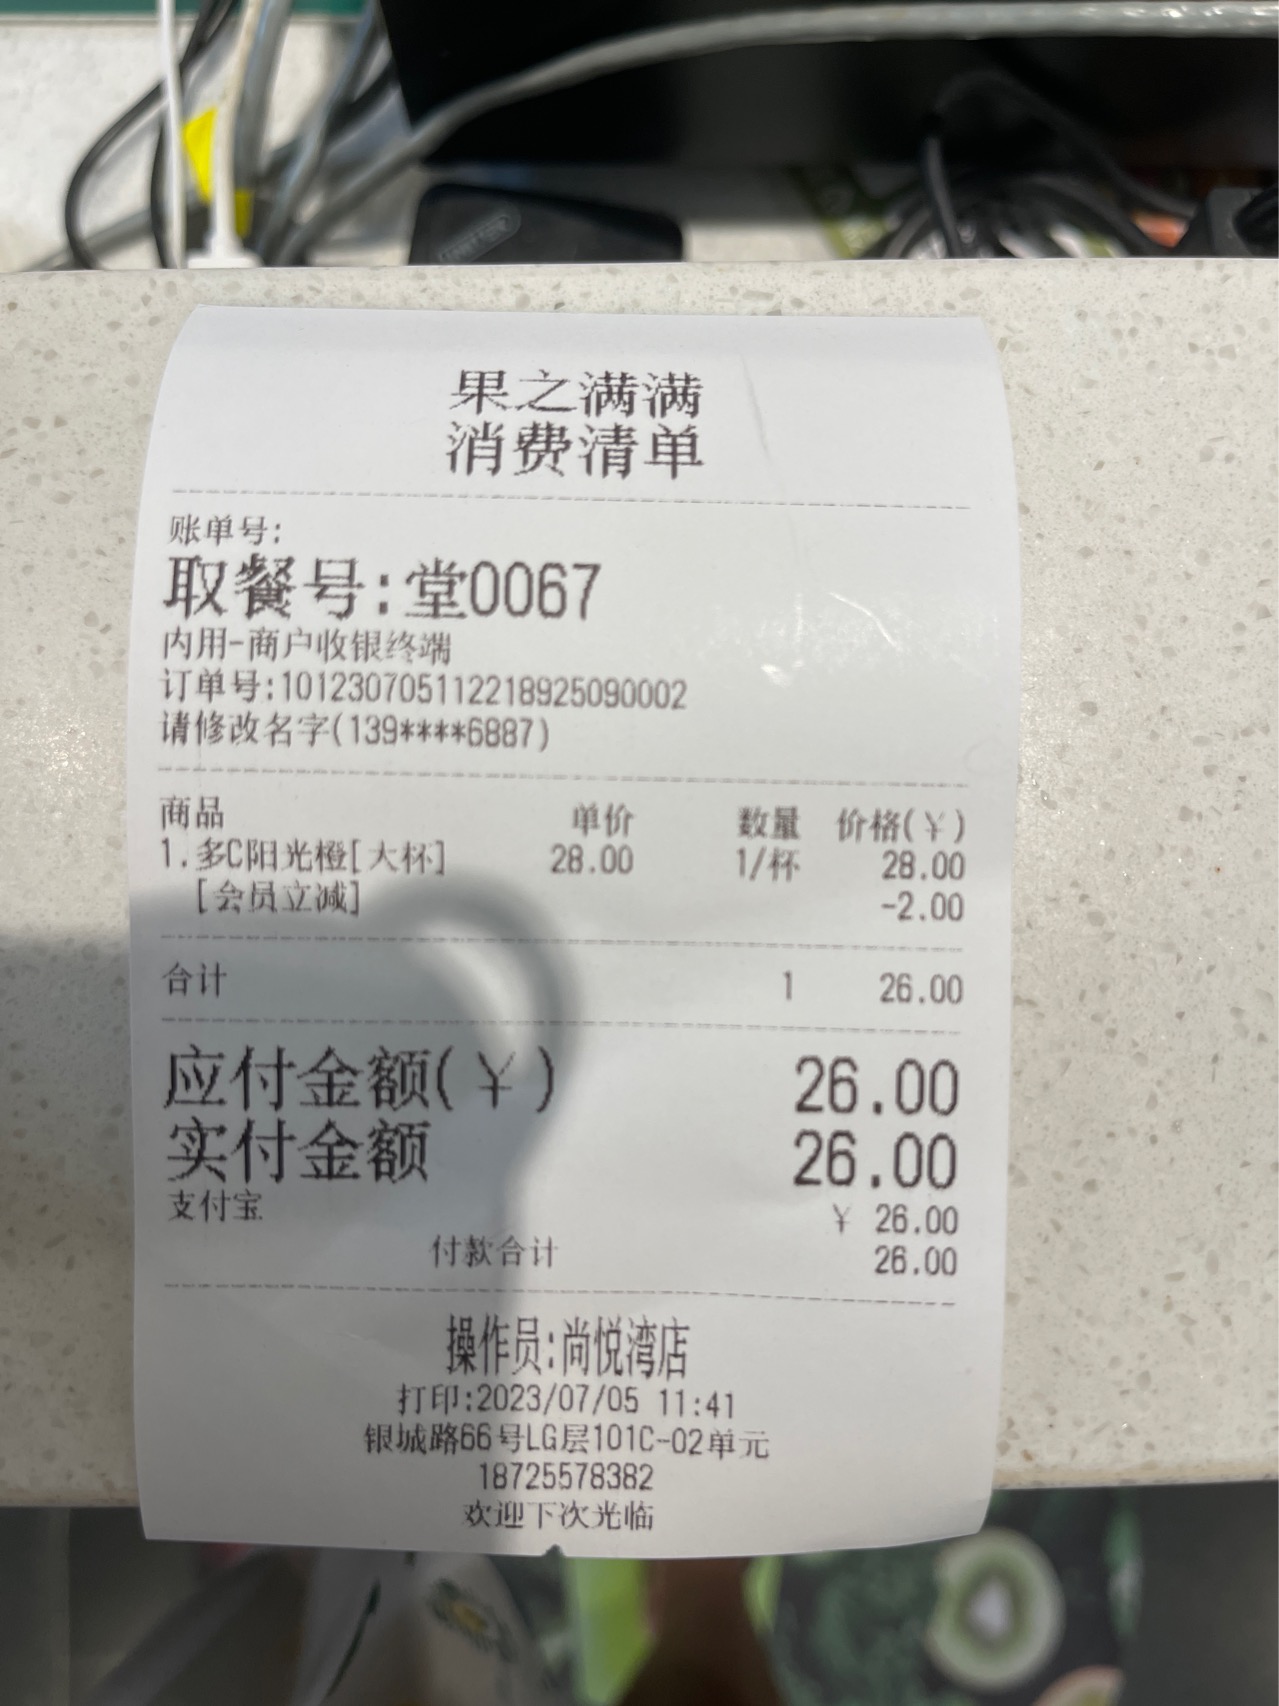 果之满满
消费清单
账单号:
取餐号:堂0067
内用-商户收银终端
订单号:101230705112218925090002
请修改名字(139****6887)
商品 单价 数量 价格(¥)
1.多C阳光橙[大杯] 28.00 1/杯 28.00
[会员立减] -2.00
合计 1 26.00
应付金额(¥) 26.00
实付金额 26.00
支付宝 ¥ 26.00
付款合计 26.00
操作员:尚悦湾店
打印:2023/07/05 11:41
银城路66号LG层101C-02单元
18725578382
欢迎下次光临